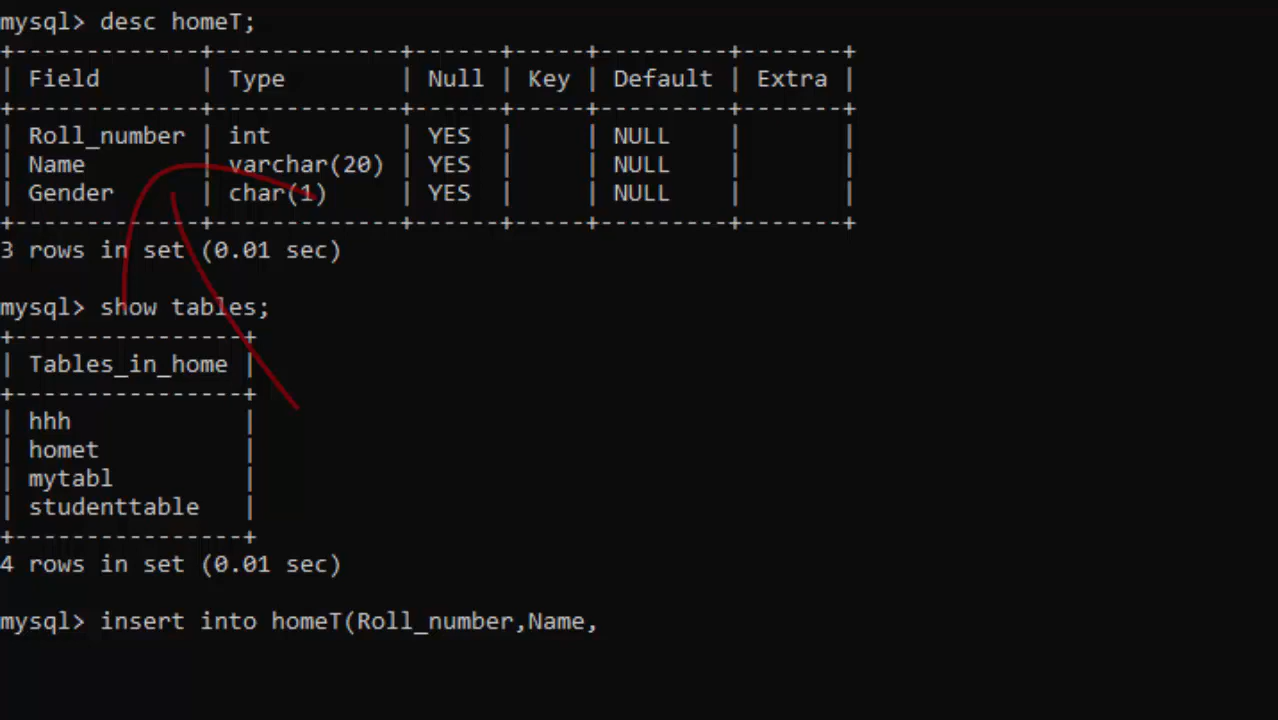 mysql> desc homeT;
+-------------+-------------+------+-----+---------+-------+
| Field       | Type        | Null | Key | Default | Extra |
+-------------+-------------+------+-----+---------+-------+
| Roll_number | int         | YES  |     | NULL    |       |
| Name        | varchar(20) | YES  |     | NULL    |       |
| Gender      | char(1)     | YES  |     | NULL    |       |
+-------------+-------------+------+-----+---------+-------+
3 rows in set (0.01 sec)
mysql> show tables;
+----------------+
| Tables_in_home |
+----------------+
| hhh            |
| homet          |
| mytabl         |
| studenttable   |
+----------------+
4 rows in set (0.01 sec)
mysql> insert into homeT(Roll_number,Name,